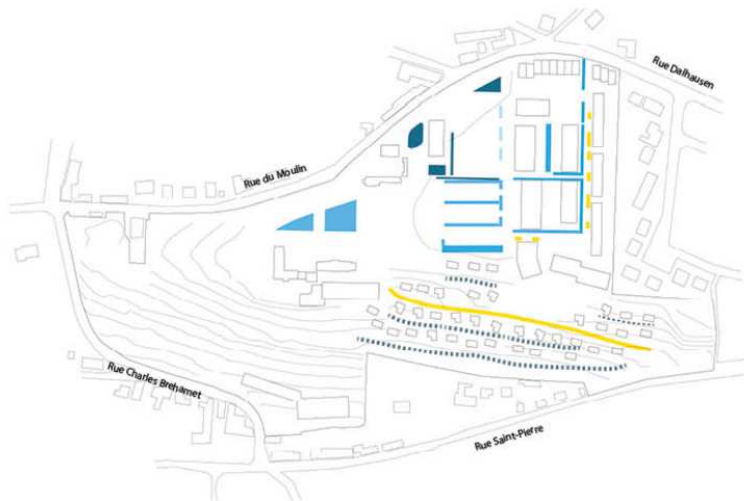 Rue Dalhausen
Rue du Moulin
Rue Charles Brehamet
Rue Saint-Pierre